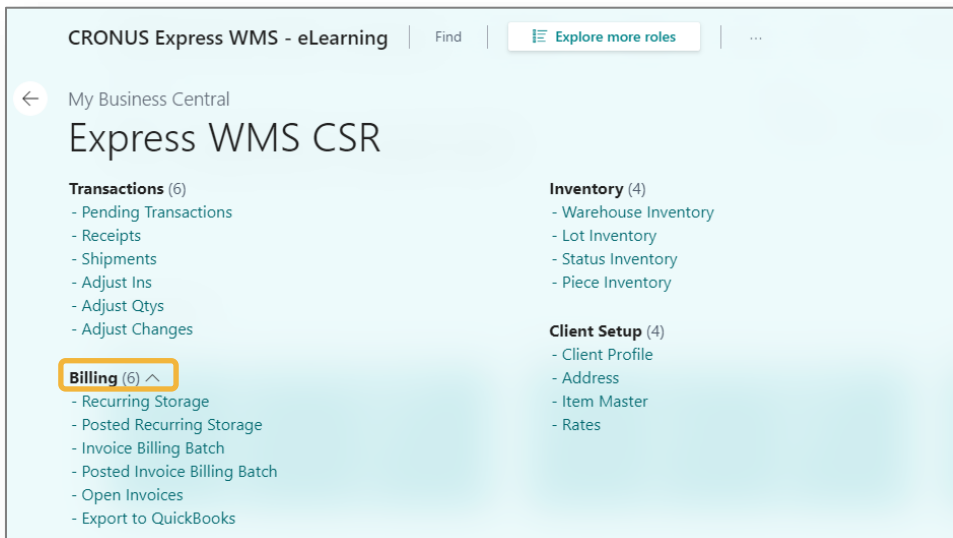 CRONUS Express WMS - eLearning Find Explore more roles ...
My Business Central
Express WMS CSR
Transactions (6)
- Pending Transactions
- Receipts
- Shipments
- Adjust Ins
- Adjust Qtys
- Adjust Changes
Billing (6)
- Recurring Storage
- Posted Recurring Storage
- Invoice Billing Batch
- Posted Invoice Billing Batch
- Open Invoices
- Export to QuickBooks
Inventory (4)
- Warehouse Inventory
- Lot Inventory
- Status Inventory
- Piece Inventory
Client Setup (4)
- Client Profile
- Address
- Item Master
- Rates